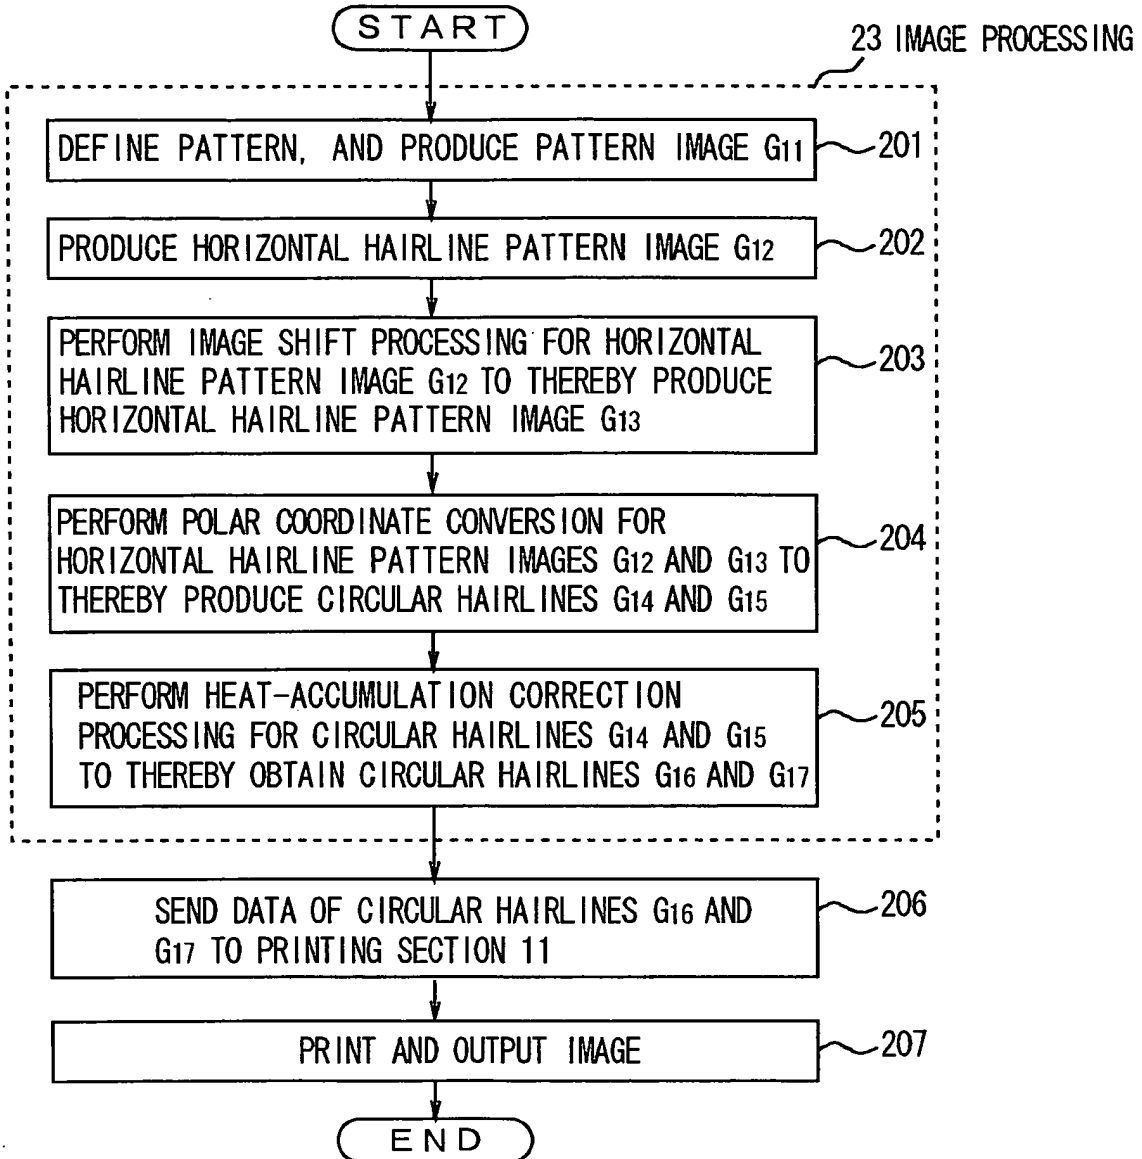 START
23 IMAGE PROCESSING
DEFINE PATTERN, AND PRODUCE PATTERN IMAGE G11
201
PRODUCE HORIZONTAL HAIRLINE PATTERN IMAGE G12
202
PERFORM IMAGE SHIFT PROCESSING FOR HORIZONTAL
HAIRLINE PATTERN IMAGE G12 TO THEREBY PRODUCE
HORIZONTAL HAIRLINE PATTERN IMAGE G13
203
PERFORM POLAR COORDINATE CONVERSION FOR
HORIZONTAL HAIRLINE PATTERN IMAGES G12 AND G13 TO
THEREBY PRODUCE CIRCULAR HAIRLINES G14 AND G15
204
PERFORM HEAT-ACCUMULATION CORRECTION
PROCESSING FOR CIRCULAR HAIRLINES G14 AND G15
TO THEREBY OBTAIN CIRCULAR HAIRLINES G16 AND G17
205
SEND DATA OF CIRCULAR HAIRLINES G16 AND
G17 TO PRINTING SECTION 11
206
PRINT AND OUTPUT IMAGE
207
END